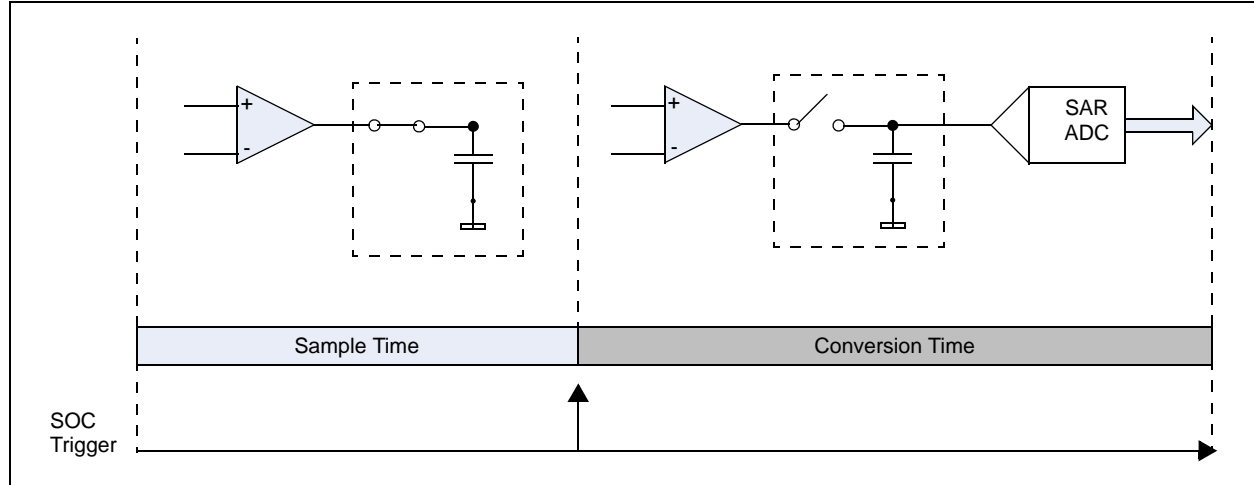 +
-
+
-
SAR
ADC
Sample Time
Conversion Time
SOC
Trigger